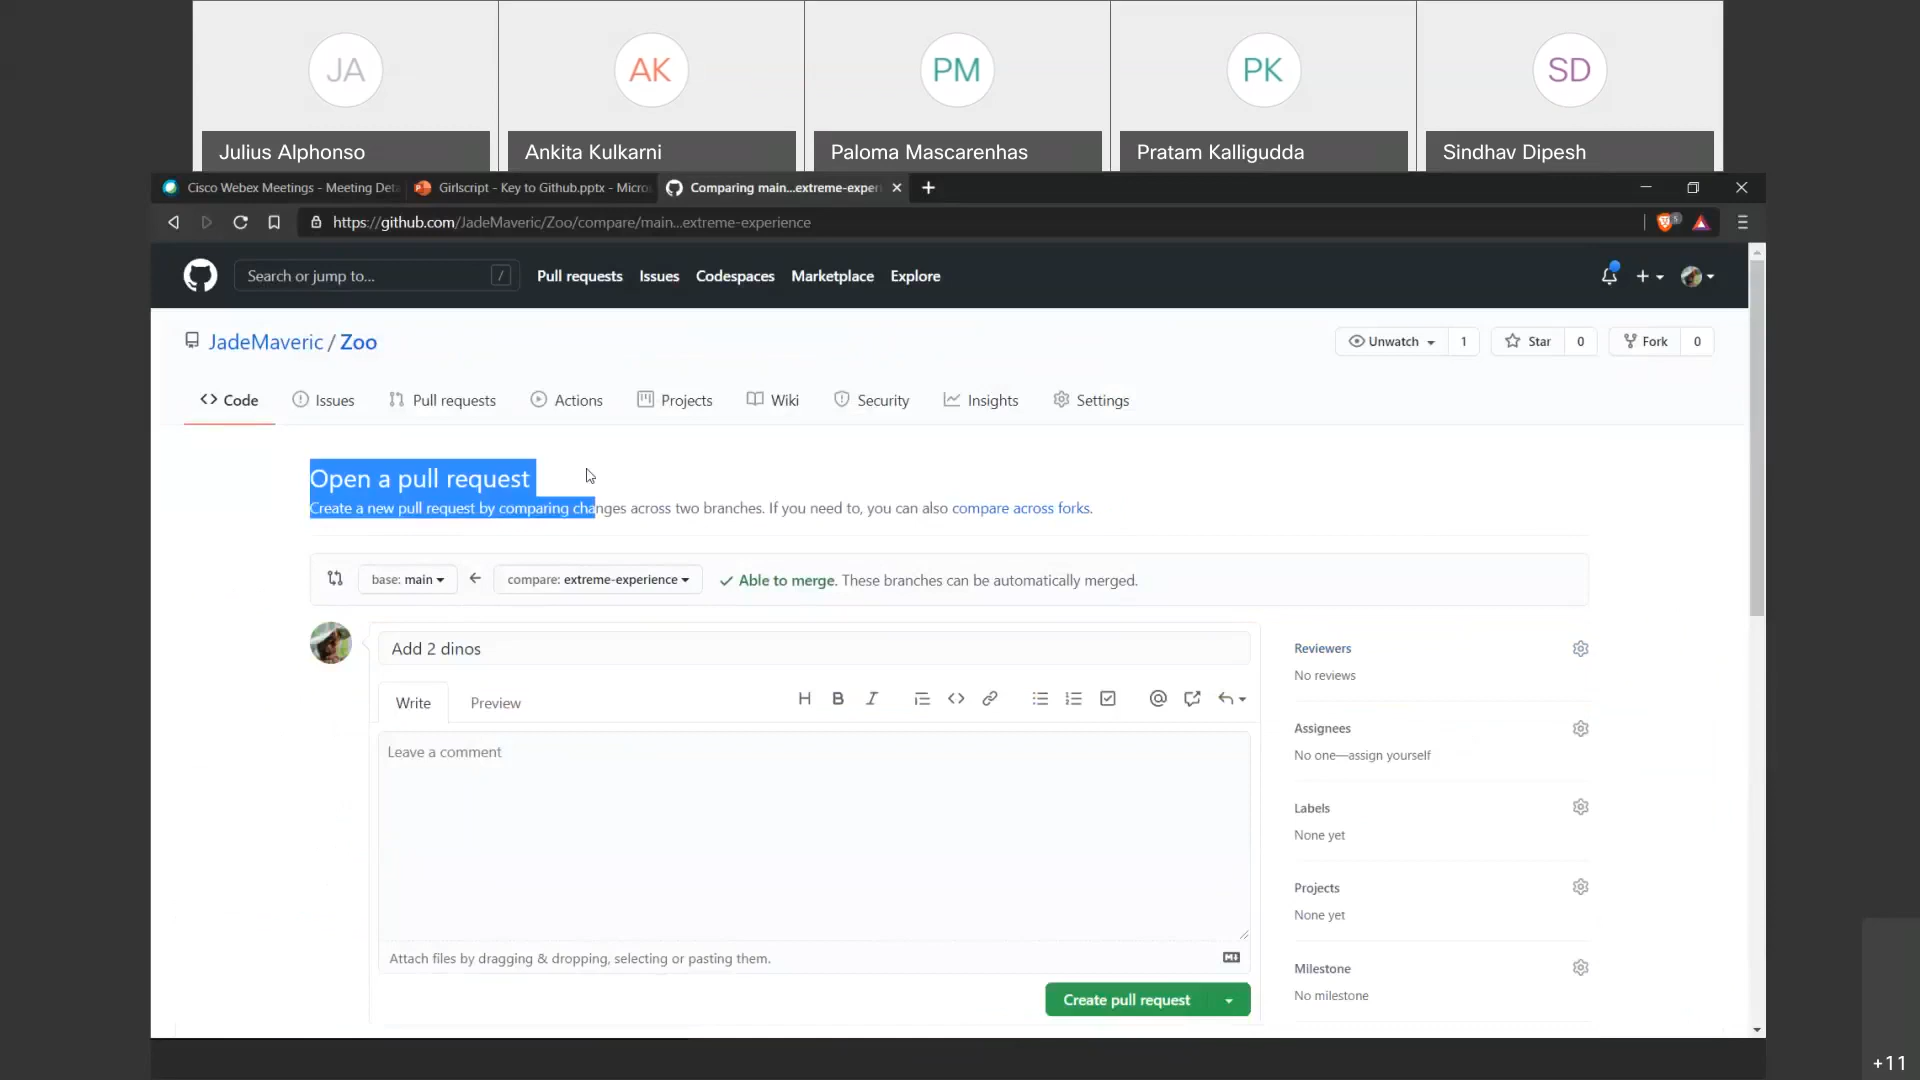 JA
AK
PM
PK
SD
Julius Alphonso
Ankita Kulkarni
Paloma Mascarenhas
Pratam Kalligudda
Sindhav Dipesh
Cisco Webex Meetings - Meeting Deta
Girlscript - Key to Github.pptx - Micro
Comparing main...extreme-exper
https://github.com/JadeMaveric/Zoo/compare/main...extreme-experience
5
Search or jump to...
/
Pull requests
Issues
Codespaces
Marketplace
Explore
JadeMaveric / Zoo
Unwatch
1
Star
0
Fork
0
Code
Issues
Pull requests
Actions
Projects
Wiki
Security
Insights
Settings
Open a pull request
Create a new pull request by comparing changes across two branches. If you need to, you can also compare across forks.
base: main
compare: extreme-experience
Able to merge. These branches can be automatically merged.
Add 2 dinos
Write
Preview
Leave a comment
Attach files by dragging & dropping, selecting or pasting them.
Create pull request
Reviewers
No reviews
Assignees
No one—assign yourself
Labels
None yet
Projects
None yet
Milestone
No milestone
+11